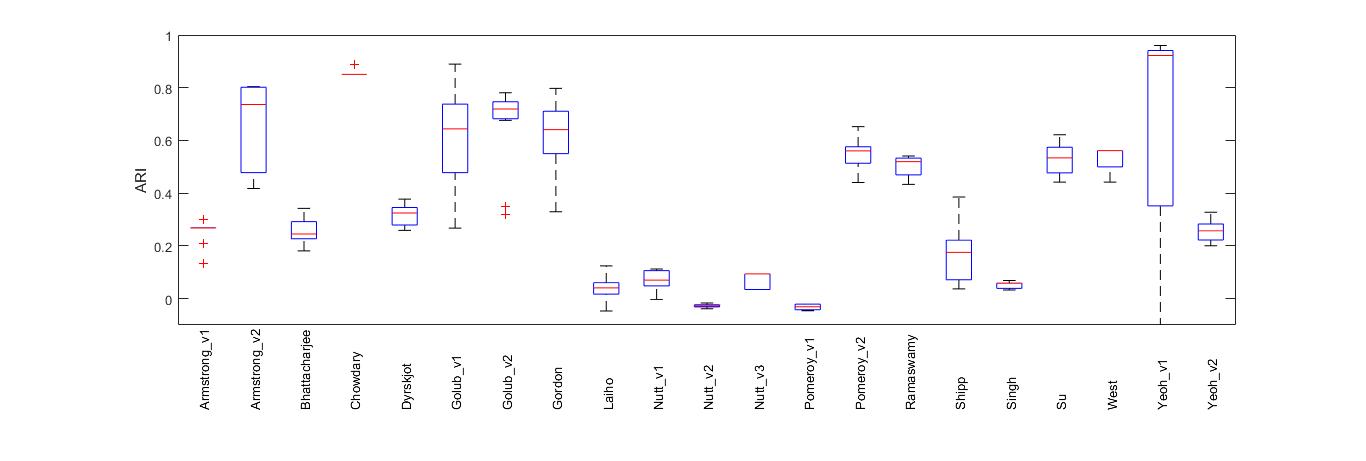 1
0.8
0.6
0.4
0.2
0
ARI
Armstrong_v1
Armstrong_v2
Bhattacharjee
Chowdary
Dyrskjot
Golub_v1
Golub_v2
Gordon
Laiho
Nutt_v1
Nutt_v2
Nutt_v3
Pomeroy_v1
Pomeroy_v2
Ramaswamy
Shipp
Singh
Su
West
Yeoh_v1
Yeoh_v2